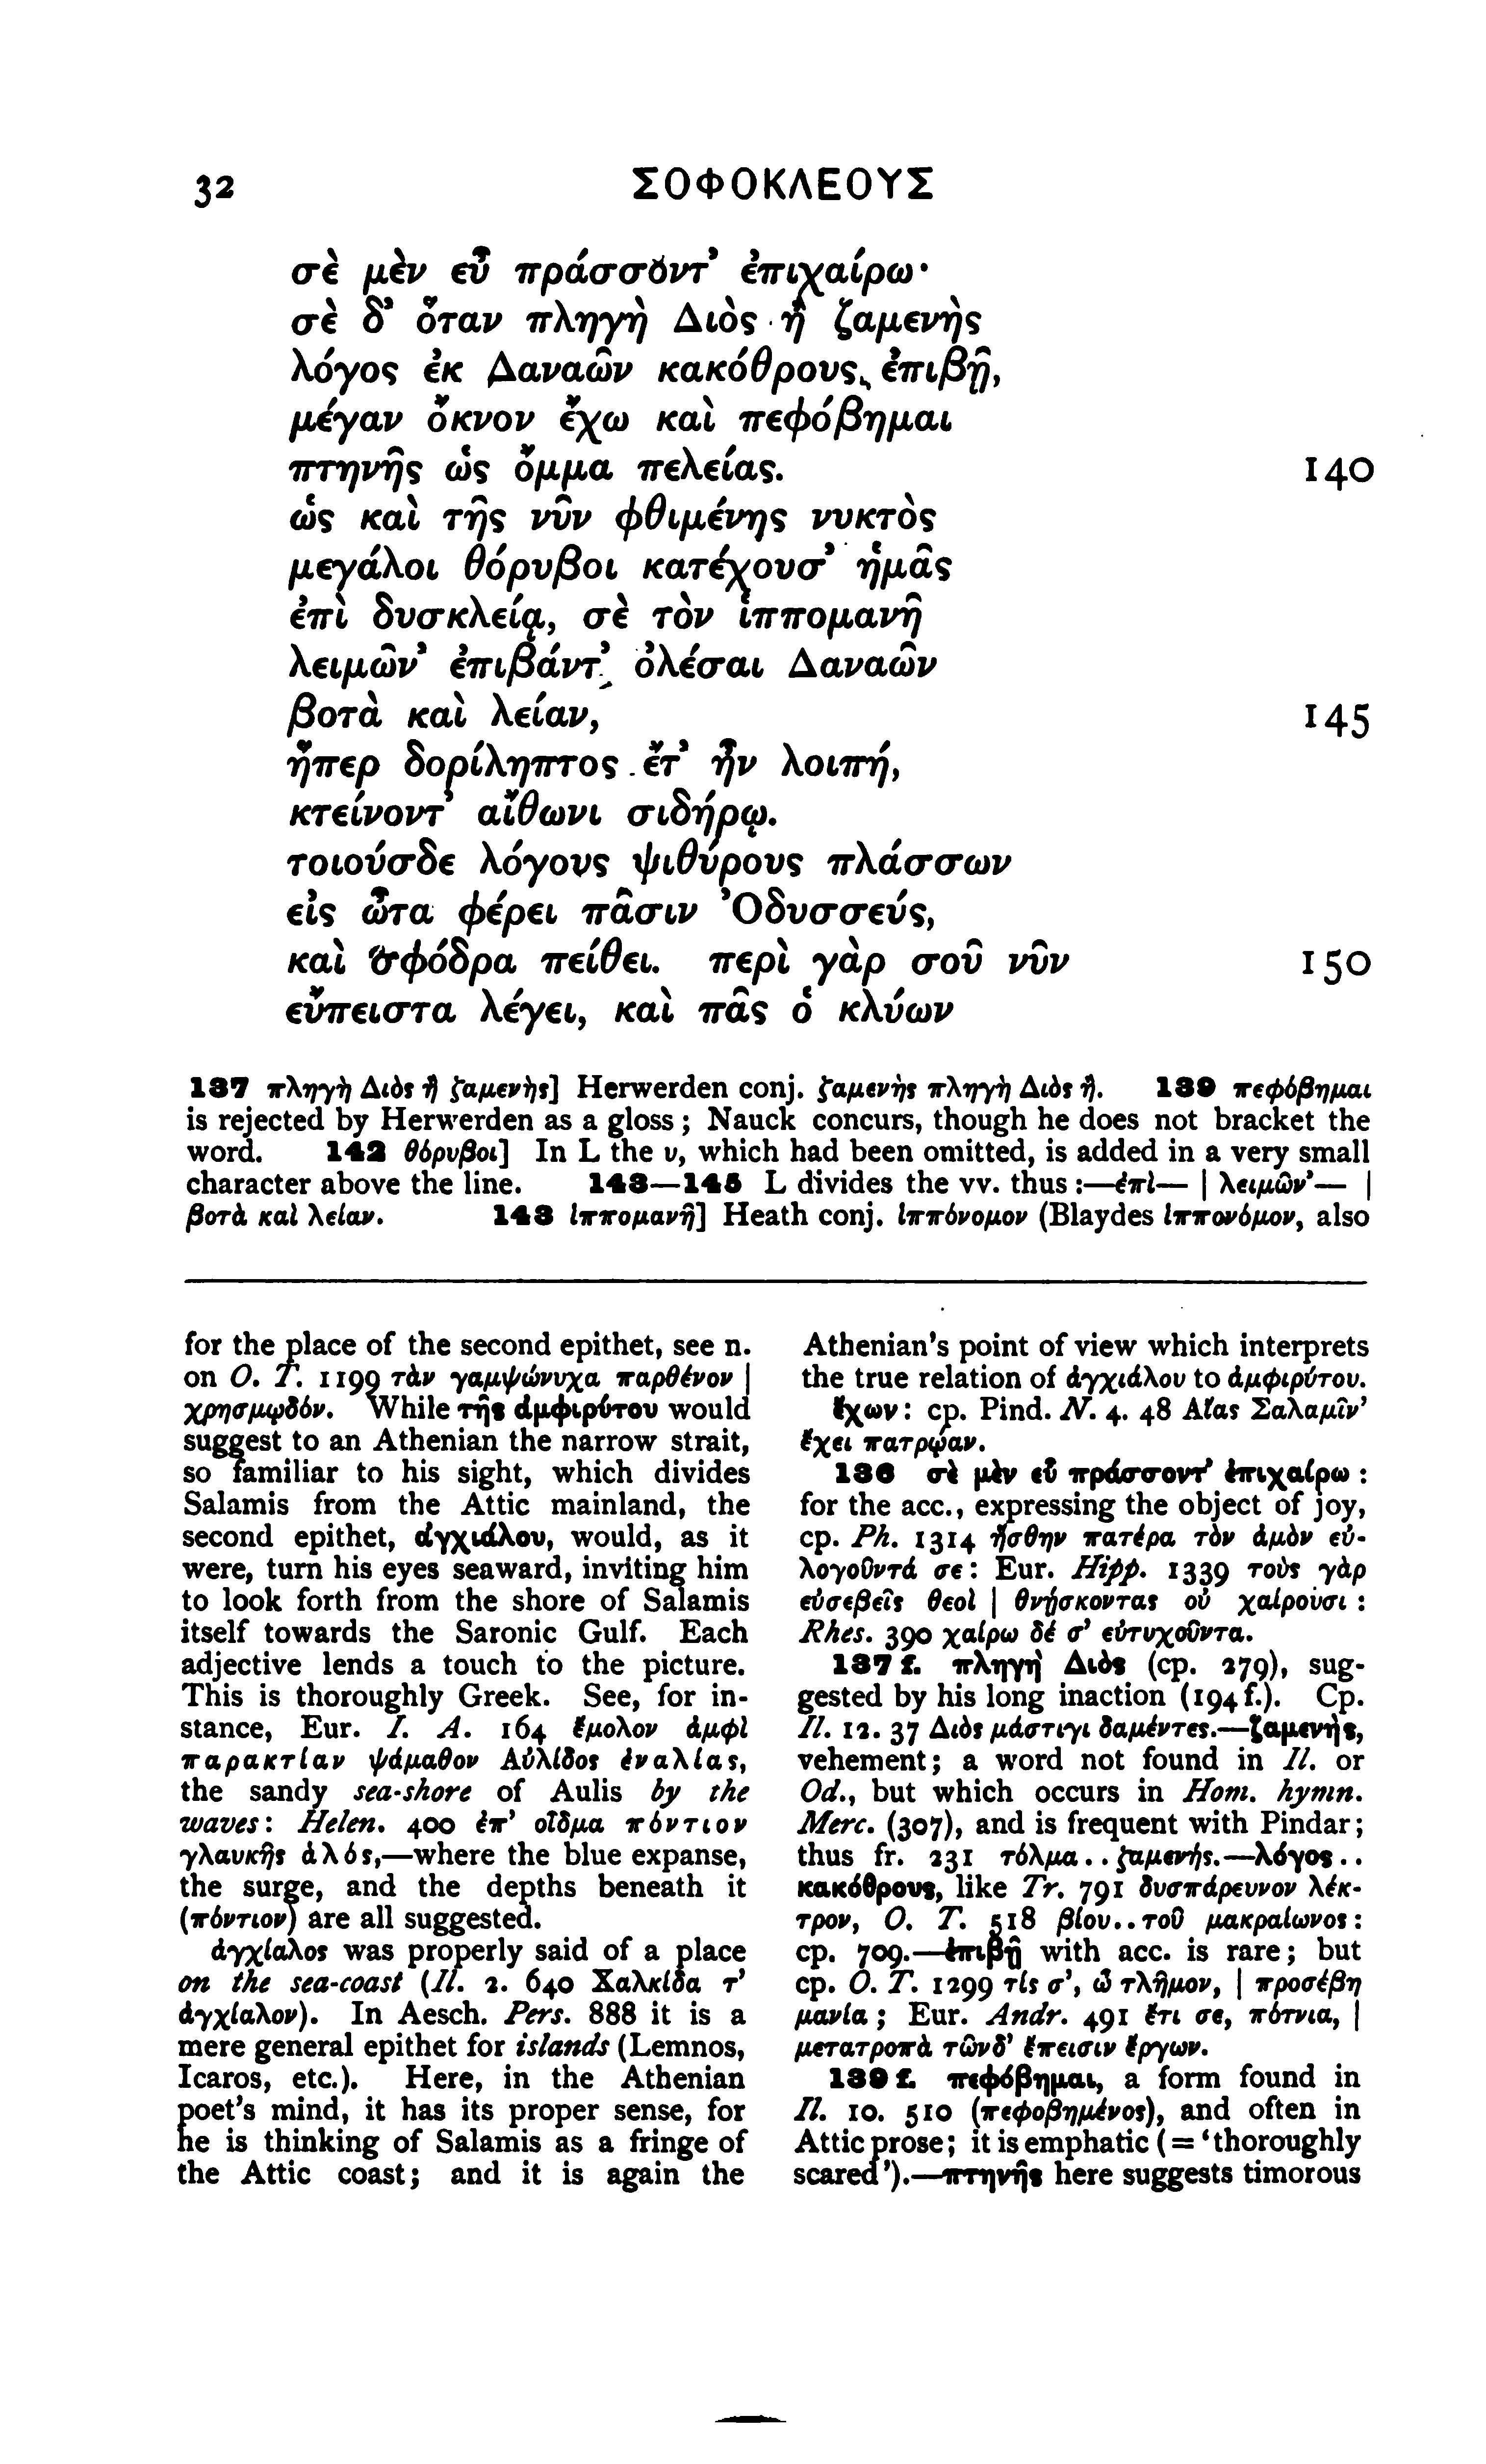 32
ΣΟΦΟΚΛΕΟΥΣ
σὲ μὲν εὖ πράσσοντ᾽ ἐπιχαίρω·
σὲ δ᾽ ὅταν πληγὴ Διὸς ἢ ζαμενὴς
λόγος ἐκ Δαναῶν κακόθρους ἐπιβῇ,
μέγαν ὄκνον ἔχω καὶ πεφόβημαι
πτηνῆς ὡς ὄμμα πελείας.
140
ὡς καὶ τῆς νῦν φθιμένης νυκτὸς
μεγάλοι θόρυβοι κατέχουσ᾽ ἡμᾶς
ἐπὶ δυσκλείᾳ, σὲ τὸν ἱππομανῆ
λειμῶν᾽ ἐπιβάντ᾽ ὀλέσαι Δαναῶν
βοτὰ καὶ λείαν,
145
ἥπερ δορίληπτος ἔτ᾽ ἦν λοιπή,
κτείνοντ᾽ αἴθωνι σιδήρῳ.
τοιούσδε λόγους ψιθύρους πλάσσων
εἰς ὦτα φέρει πᾶσιν Ὀδυσσεύς,
καὶ σφόδρα πείθει. περὶ γὰρ σοῦ νῦν
150
εὔπειστα λέγει, καὶ πᾶς ὁ κλύων
137 πληγὴ Διὸς ἢ ζαμενὴς] Herwerden conj. ζαμενὴς πληγὴ Διὸς ἢ. 139 πεφόβημαι
is rejected by Herwerden as a gloss; Nauck concurs, though he does not bracket the
word. 142 θόρυβοι] In L the υ, which had been omitted, is added in a very small
character above the line. 143—145 L divides the vv. thus:—ἐπὶ— | λειμῶν᾽— |
βοτὰ καὶ λείαν. 143 ἱππομανῆ] Heath conj. ἱππόνομον (Blaydes ἱππονόμον, also
for the place of the second epithet, see n.
on O. T. 1199 τὰν γαμψώνυχα παρθένον |
χρησμῳδόν. While τῆς ἀμφιρύτου would
suggest to an Athenian the narrow strait,
so familiar to his sight, which divides
Salamis from the Attic mainland, the
second epithet, ἀγχιάλου, would, as it
were, turn his eyes seaward, inviting him
to look forth from the shore of Salamis
itself towards the Saronic Gulf. Each
adjective lends a touch to the picture.
This is thoroughly Greek. See, for in-
stance, Eur. I. A. 164 ἔμολον ἀμφὶ
παρακτίαν ψάμαθον Αὐλίδος ἐναλίας,
the sandy sea-shore of Aulis by the
waves: Helen. 400 ἐπ᾽ οἶδμα πόντιον
γλαυκῆς ἁλός,—where the blue expanse,
the surge, and the depths beneath it
(πόντιον) are all suggested.
ἀγχίαλος was properly said of a place
on the sea-coast (Il. 2. 640 Χαλκίδα τ᾽
ἀγχίαλον). In Aesch. Pers. 888 it is a
mere general epithet for islands (Lemnos,
Icaros, etc.). Here, in the Athenian
poet's mind, it has its proper sense, for
he is thinking of Salamis as a fringe of
the Attic coast; and it is again the
Athenian's point of view which interprets
the true relation of ἀγχιάλου to ἀμφιρύτου.
ἔχων: cp. Pind. N. 4. 48 Αἴας Σαλαμῖν᾽
ἔχει πατρῴαν.
136 σὲ μὲν εὖ πράσσοντ᾽ ἐπιχαίρω:
for the acc., expressing the object of joy,
cp. Ph. 1314 ἥσθην πατέρα τὸν ἀμὸν εὐ-
λογοῦντά σε: Eur. Hipp. 1339 τοὺς γὰρ
εὐσεβεῖς θεοὶ | θνῄσκοντας οὐ χαίρουσι:
Rhes. 390 χαίρω δέ σ᾽ εὐτυχοῦντα.
137 f. πληγὴ Διὸς (cp. 279), sug-
gested by his long inaction (194 f.). Cp.
Il. 12. 37 Διὸς μάστιγι δαμέντες.—ζαμενὴς,
vehement; a word not found in Il. or
Od., but which occurs in Hom. hymn.
Merc. (307), and is frequent with Pindar;
thus fr. 231 τόλμα..ζαμενής.—λόγος..
κακόθρους, like Tr. 791 δυσπάρευνον λέκ-
τρον, O. T. 518 βίου..τοῦ μακραίωνος:
cp. 709.—ἐπιβῇ with acc. is rare; but
cp. O. T. 1299 τίς σ᾽, ὦ τλῆμον, | προσέβη
μανία; Eur. Andr. 491 ἔτι σε, πότνια, |
μετατροπὰ τῶνδ᾽ ἔπεισιν ἔργων.
139 f. πεφόβημαι, a form found in
Il. 10. 510 (πεφοβημένος), and often in
Attic prose; it is emphatic (= 'thoroughly
scared').—πτηνῆς here suggests timorous